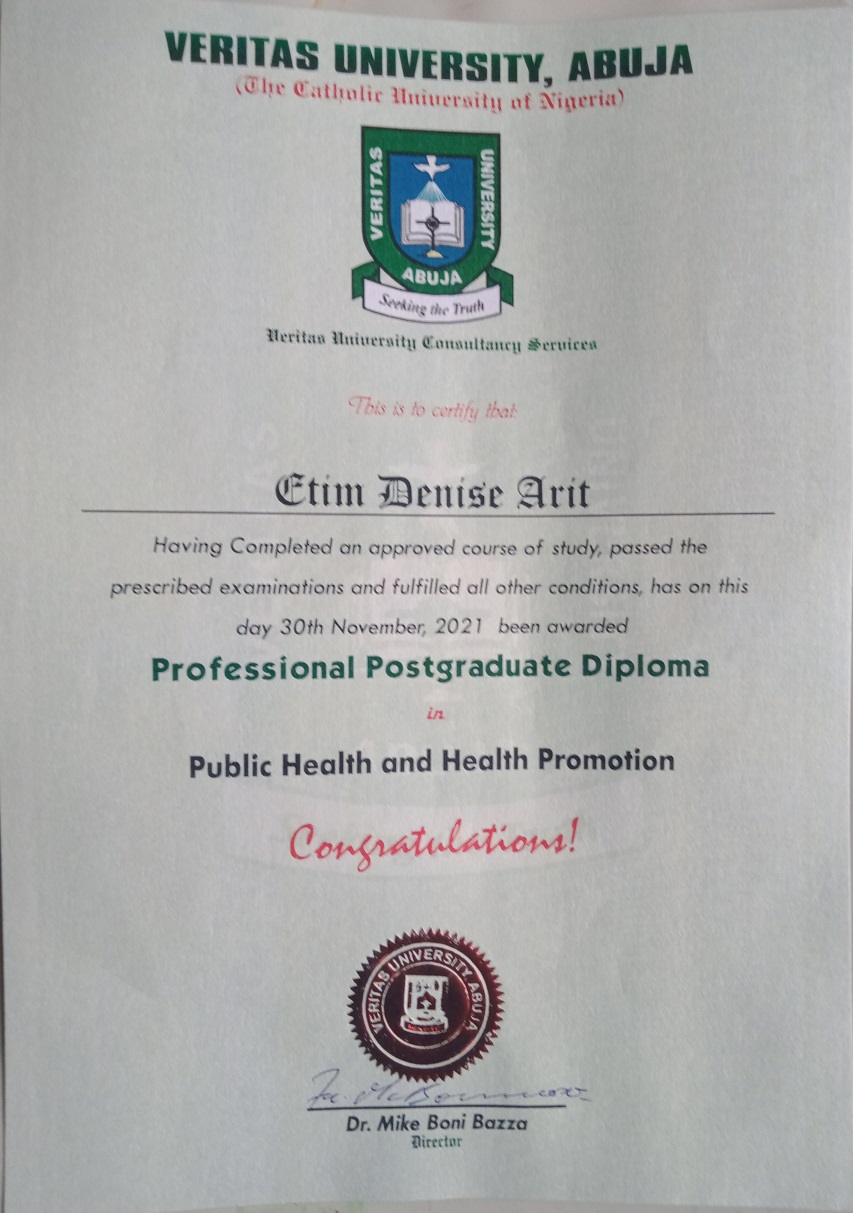 VERITAS UNIVERSITY, ABUJA
(The Catholic University of Nigeria)
VERITAS
UNIVERSITY
ABUJA
Seeking the Truth
Veritas University Consultancy Services
This is to certify that:
Etim Denise Arit
Having Completed an approved course of study, passed the
prescribed examinations and fulfilled all other conditions, has on this
day 30th November, 2021 been awarded
Professional Postgraduate Diploma
in
Public Health and Health Promotion
Congratulations!
VERITAS UNIVERSITY, ABUJA
Dr. Mike Boni Bazza
Director